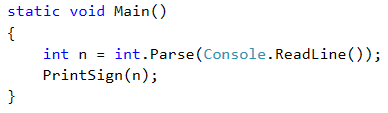 static void Main()
{
    int n = int.Parse(Console.ReadLine());
    PrintSign(n);
}